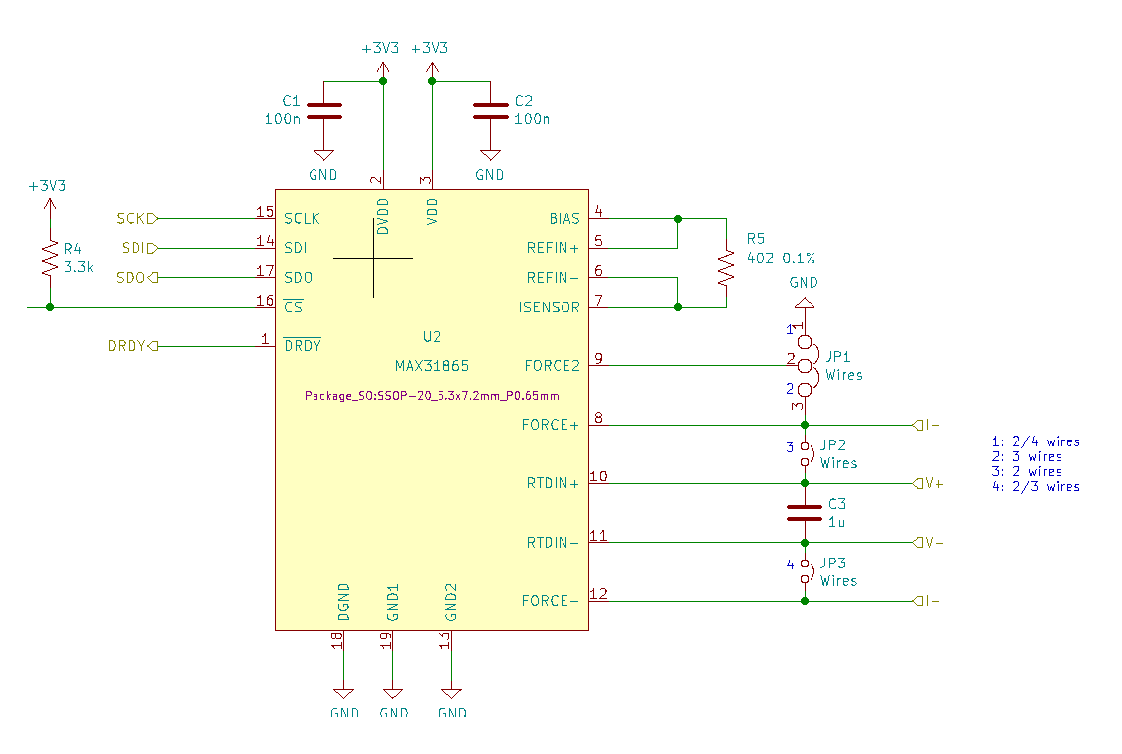 +3V3 +3V3
C1
100n
C2
100n
GND
GND
+3V3
R4
3.3k
SCK
SDI
SDO
DRDY
2
3
15
14
17
16
1
DVDD
VDD
SCLK
SDI
SDO
CS
DRDY
BIAS
REFIN+
REFIN-
ISENSOR
FORCE2
FORCE+
RTDIN+
RTDIN-
FORCE-
4
5
6
7
9
8
10
11
12
U2
MAX31865
Package_SO:SSOP-20_5.3x7.2mm_P0.65mm
DGND
GND1
GND2
18
19
13
GND GND GND
R5
402 0.1%
GND
1
1
2
2
3
JP1
Wires
3
JP2
Wires
C3
1u
4
JP3
Wires
I-
V+
V-
I-
1: 2/4 wires
2: 3 wires
3: 2 wires
4: 2/3 wires